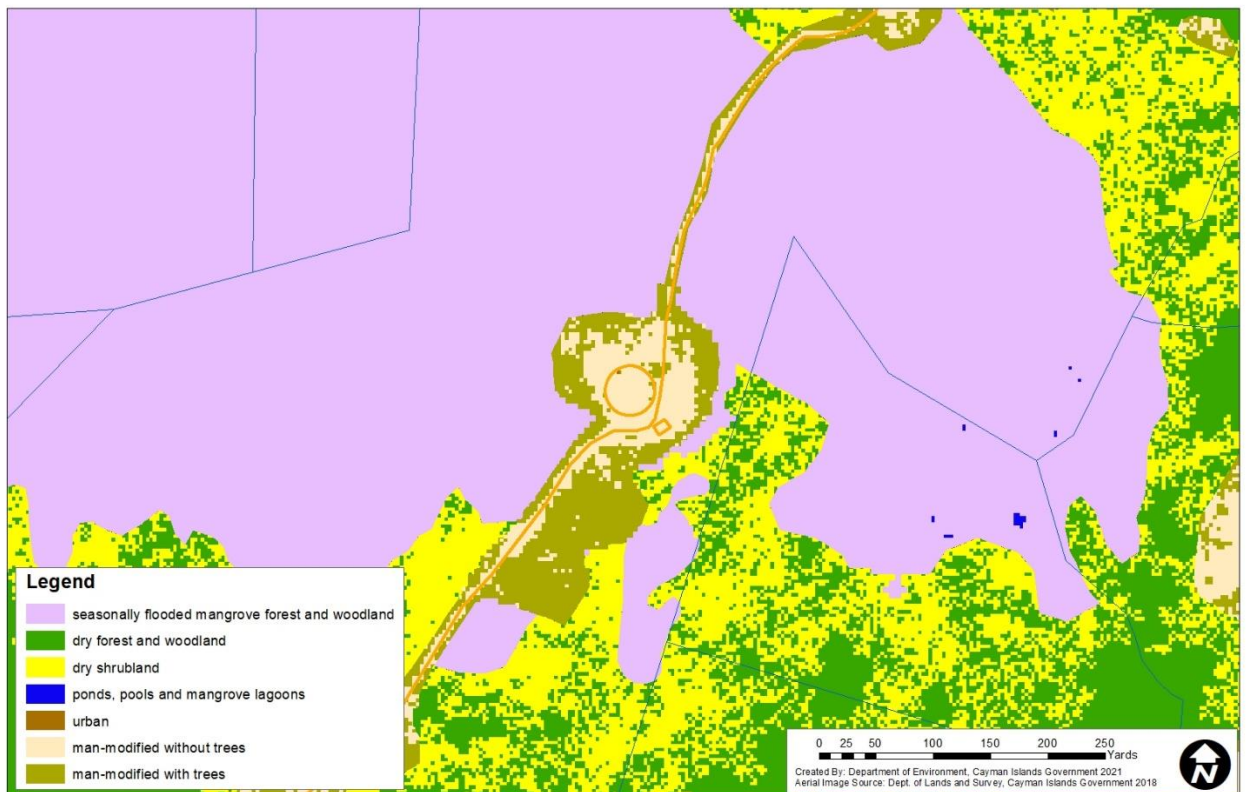 Legend
seasonally flooded mangrove forest and woodland
dry forest and woodland
dry shrubland
ponds, pools and mangrove lagoons
urban
man-modified without trees
man-modified with trees
0 25 50 100 150 200 250
Yards
Created By: Department of Environment, Cayman Islands Government 2021
Aerial Image Source: Dept. of Lands and Survey, Cayman Islands Government 2018
N